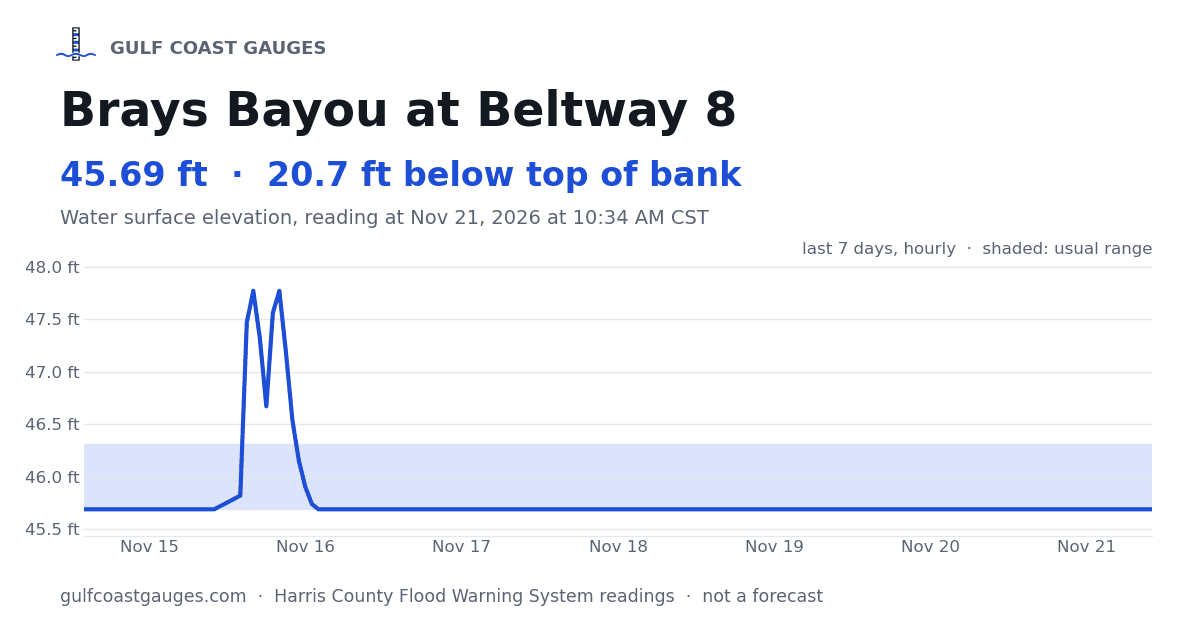 GULF COAST GAUGES
Brays Bayou at Beltway 8
45.69 ft · 20.7 ft below top of bank
Water surface elevation, reading at Nov 21, 2026 at 10:34 AM CST
last 7 days, hourly · shaded: usual range
48.0 ft
47.5 ft
47.0 ft
46.5 ft
46.0 ft
45.5 ft
Nov 15 Nov 16 Nov 17 Nov 18 Nov 19 Nov 20 Nov 21
gulfcoastgauges.com · Harris County Flood Warning System readings · not a forecast